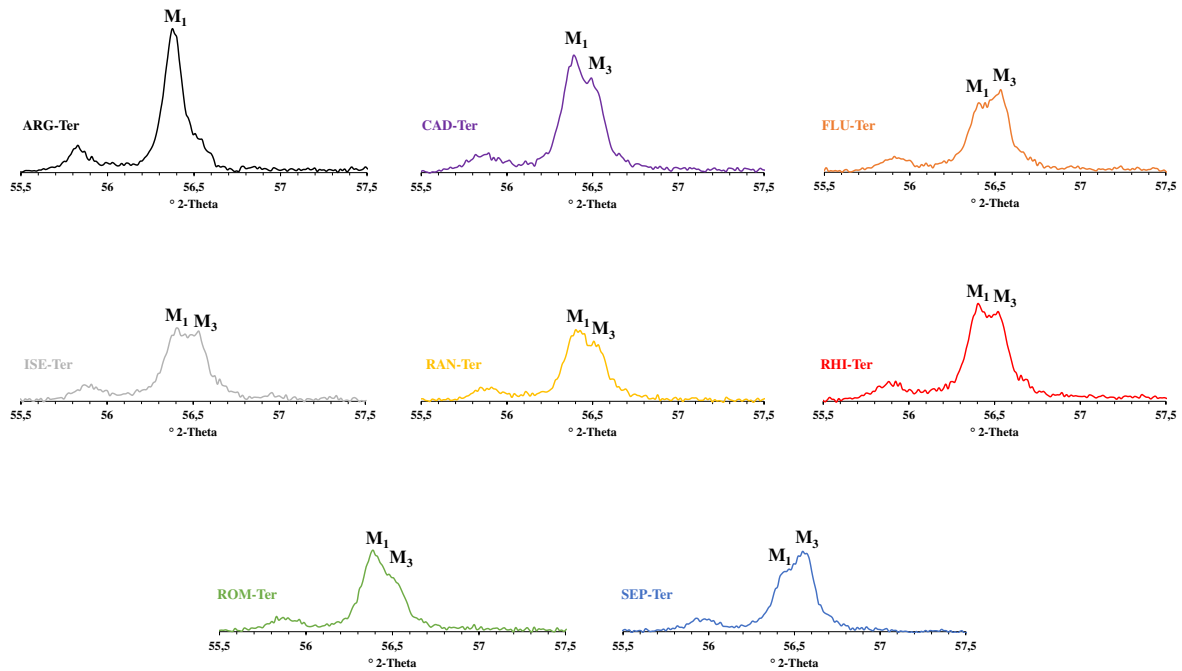 M1
ARG-Ter
55,5 56 56,5 57 57,5
° 2-Theta
M1
M3
CAD-Ter
55,5 56 56,5 57 57,5
° 2-Theta
M1 M3
FLU-Ter
55,5 56 56,5 57 57,5
° 2-Theta
M1 M3
ISE-Ter
55,5 56 56,5 57 57,5
° 2-Theta
M1 M3
RAN-Ter
55,5 56 56,5 57 57,5
° 2-Theta
M1 M3
RHI-Ter
55,5 56 56,5 57 57,5
° 2-Theta
M1
M3
ROM-Ter
55,5 56 56,5 57 57,5
° 2-Theta
M3
M1
SEP-Ter
55,5 56 56,5 57 57,5
° 2-Theta